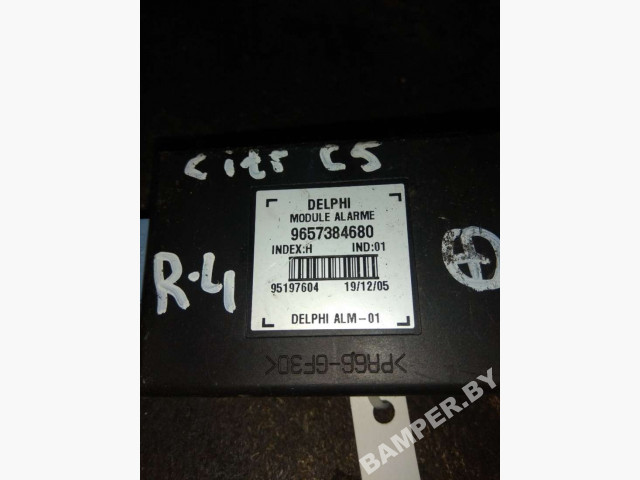 Citr C5
DELPHI
MODULE ALARME
9657384680
INDEX:H IND:01
95197604 19/12/05
DELPHI ALM-01
R-4
>PA66-GF30<
BAMPER.BY